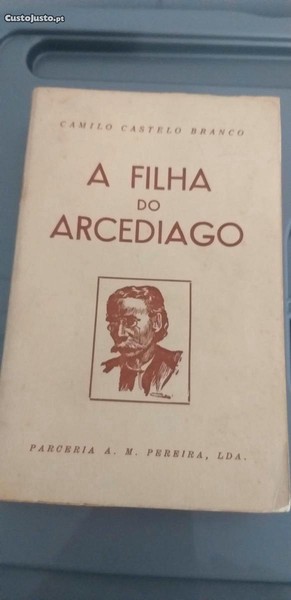 CustoJusto.pt
CAMILO CASTELO BRANCO
A FILHA
DO
ARCEDIAGO
PARCERIA A. M. PEREIRA, LDA.